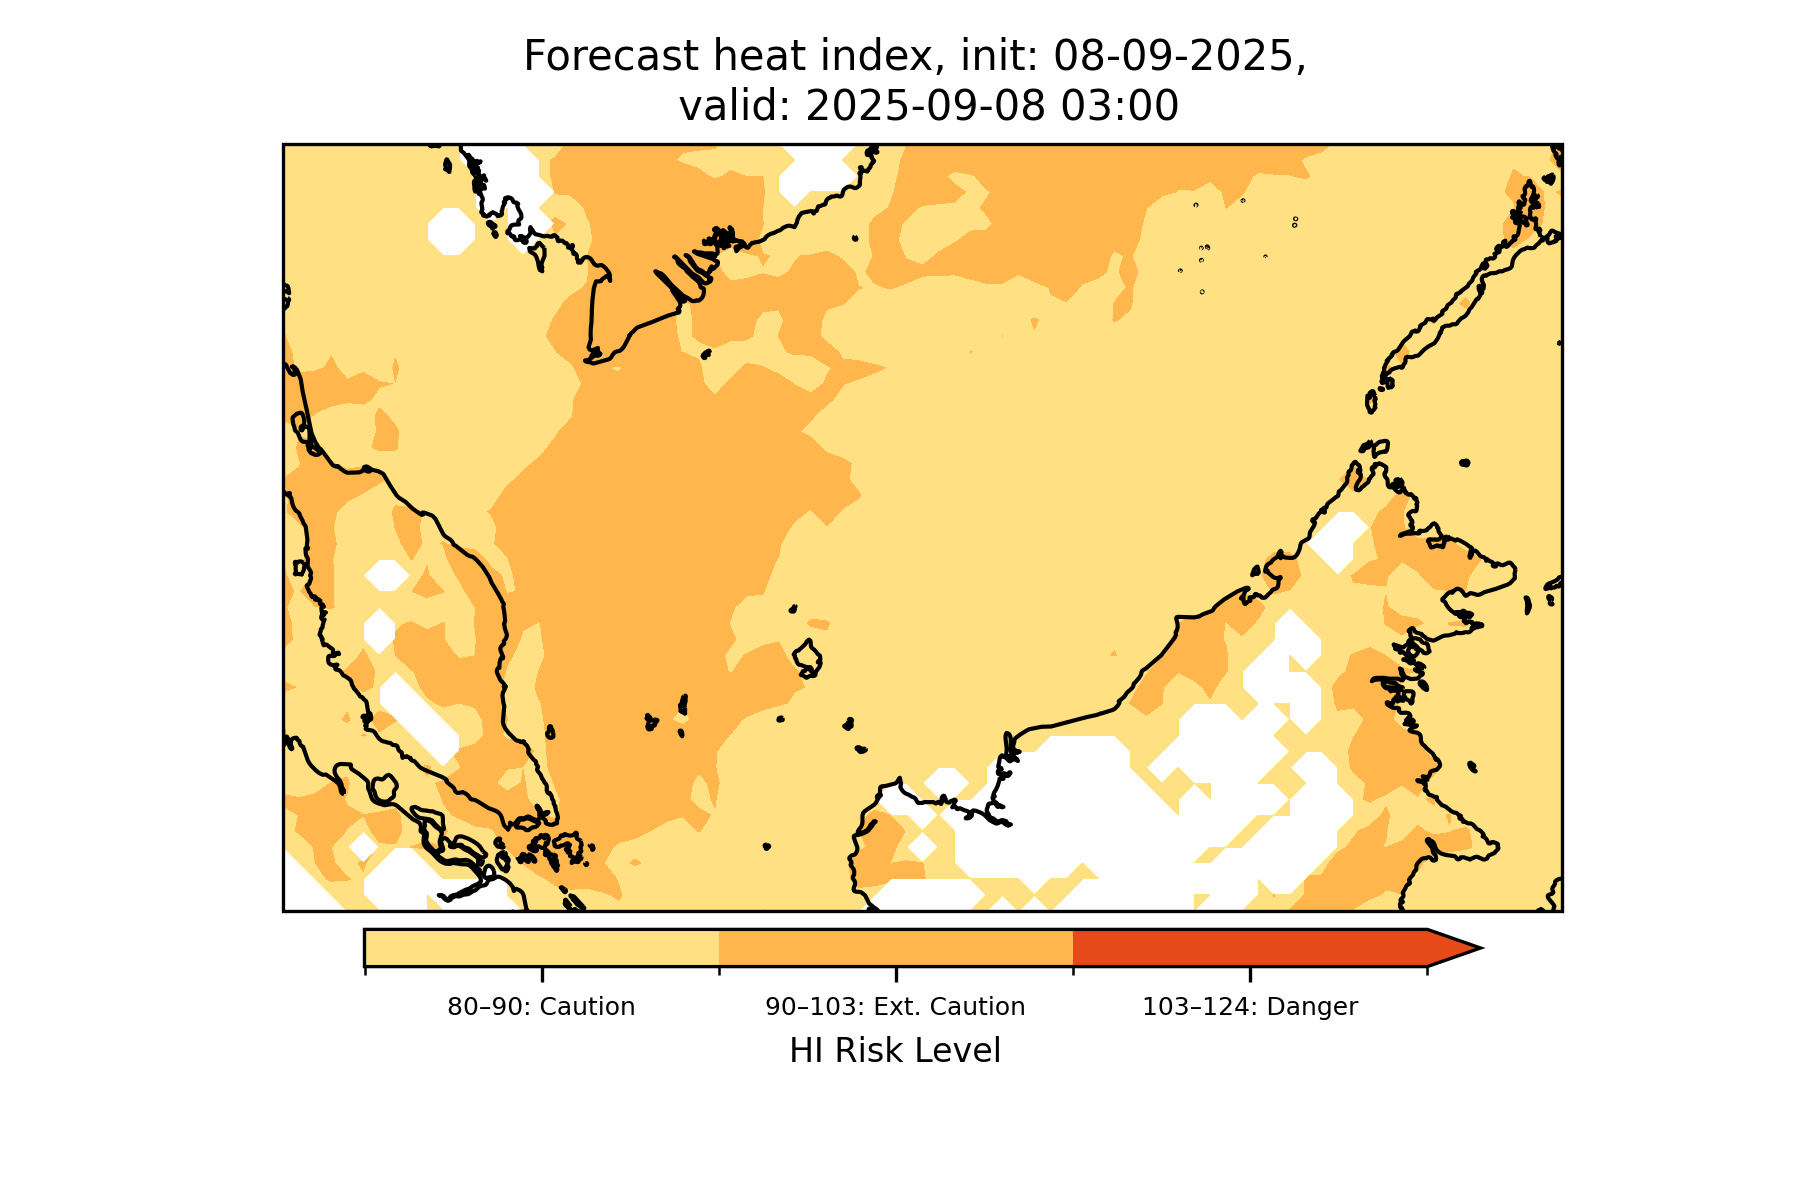 Forecast heat index, init: 08-09-2025,
valid: 2025-09-08 03:00
80–90: Caution
90–103: Ext. Caution
103–124: Danger
HI Risk Level